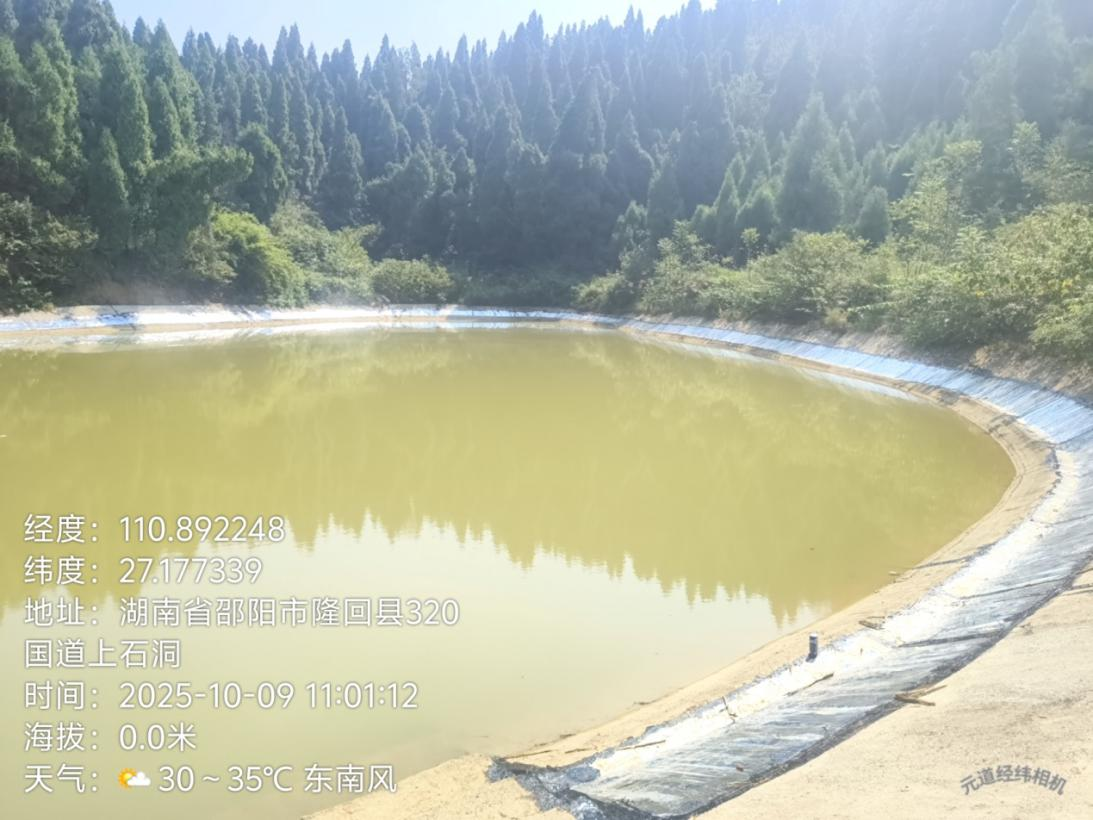 经度：110.892248
纬度：27.177339
地址：湖南省邵阳市隆回县320
国道上石洞
时间：2025-10-09 11:01:12
海拔：0.0米
天气：30 ~ 35℃ 东南风
元道经纬相机